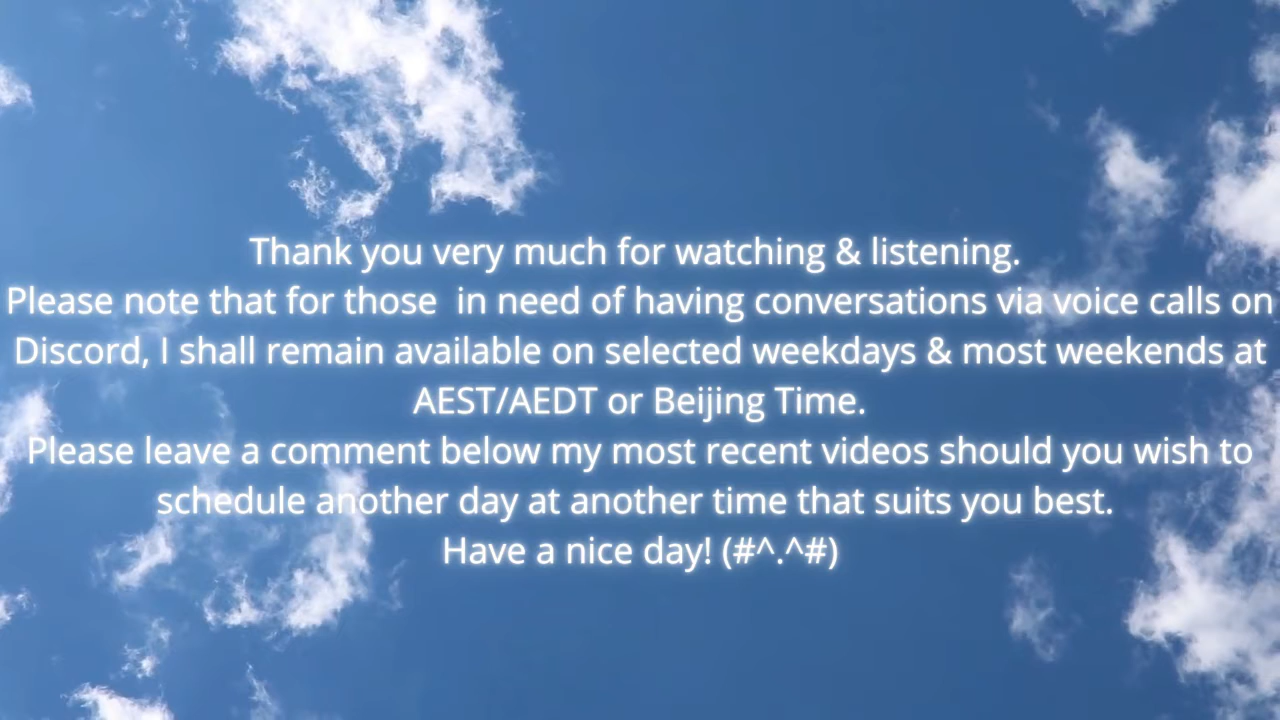 Thank you very much for watching & listening.
Please note that for those  in need of having conversations via voice calls on
Discord, I shall remain available on selected weekdays & most weekends at
AEST/AEDT or Beijing Time.
Please leave a comment below my most recent videos should you wish to
schedule another day at another time that suits you best.
Have a nice day! (#^.^#)